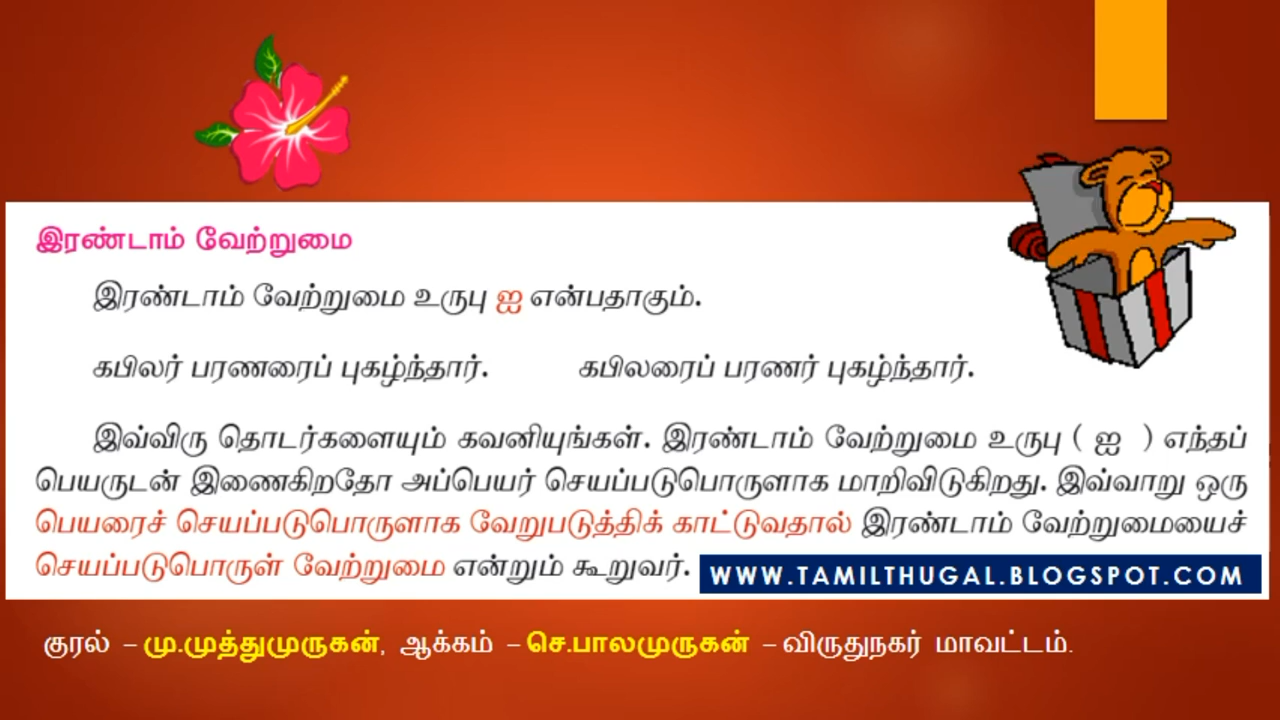 இரண்டாம் வேற்றுமை
இரண்டாம் வேற்றுமை உருபு ஐ என்பதாகும்.
கபிலர் பரணரைப் புகழ்ந்தார். கபிலரைப் பரணர் புகழ்ந்தார்.
இவ்விரு தொடர்களையும் கவனியுங்கள். இரண்டாம் வேற்றுமை உருபு ( ஐ ) எந்தப்
பெயருடன் இணைகிறதோ அப்பெயர் செயப்படுபொருளாக மாறிவிடுகிறது. இவ்வாறு ஒரு
பெயரைச் செயப்படுபொருளாக வேறுபடுத்திக் காட்டுவதால் இரண்டாம் வேற்றுமையைச்
செயப்படுபொருள் வேற்றுமை என்றும் கூறுவர்.
WWW.TAMILTHUGAL.BLOGSPOT.COM
குரல் – மு.முத்துமுருகன், ஆக்கம் – செ.பாலமுருகன் – விருதுநகர் மாவட்டம்.